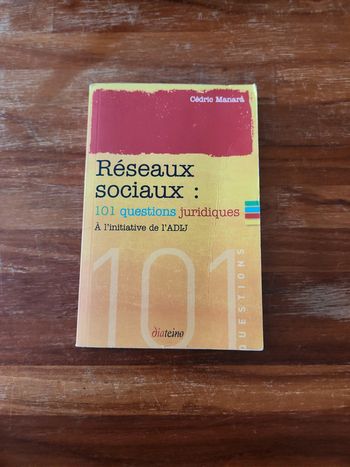 Cédric Manara
Réseaux
sociaux :
101 questions juridiques
À l'initiative de l'ADIJ
101
QUESTIONS
diateino